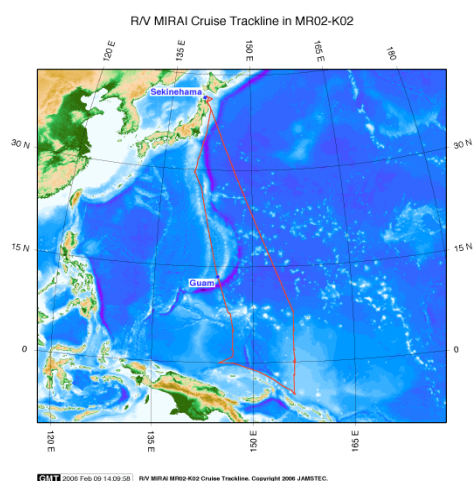 R/V MIRAI Cruise Trackline in MR02-K02
120 E
135 E
150 E
165 E
180
Sekinehama
30 N
30 N
15 N
15 N
Guam
0
0
120 E
135 E
150 E
165 E
GMT 2006 Feb 09 14:09:58 R/V MIRAI MR02-K02 Cruise Trackline. Copyright 2006 JAMSTEC.